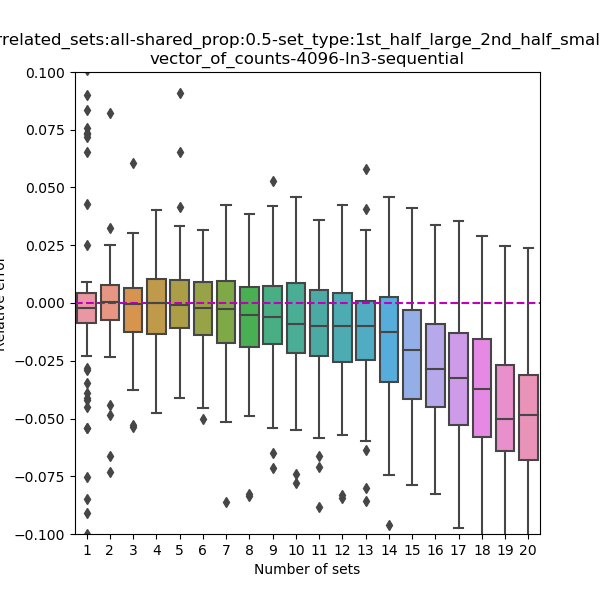 rrelated_sets:all-shared_prop:0.5-set_type:1st_half_large_2nd_half_smal
vector_of_counts-4096-ln3-sequential
0.100
0.075
0.050
0.025
0.000
−0.025
−0.050
−0.075
−0.100
Relative error
1 2 3 4 5 6 7 8 9 10 11 12 13 14 15 16 17 18 19 20
Number of sets